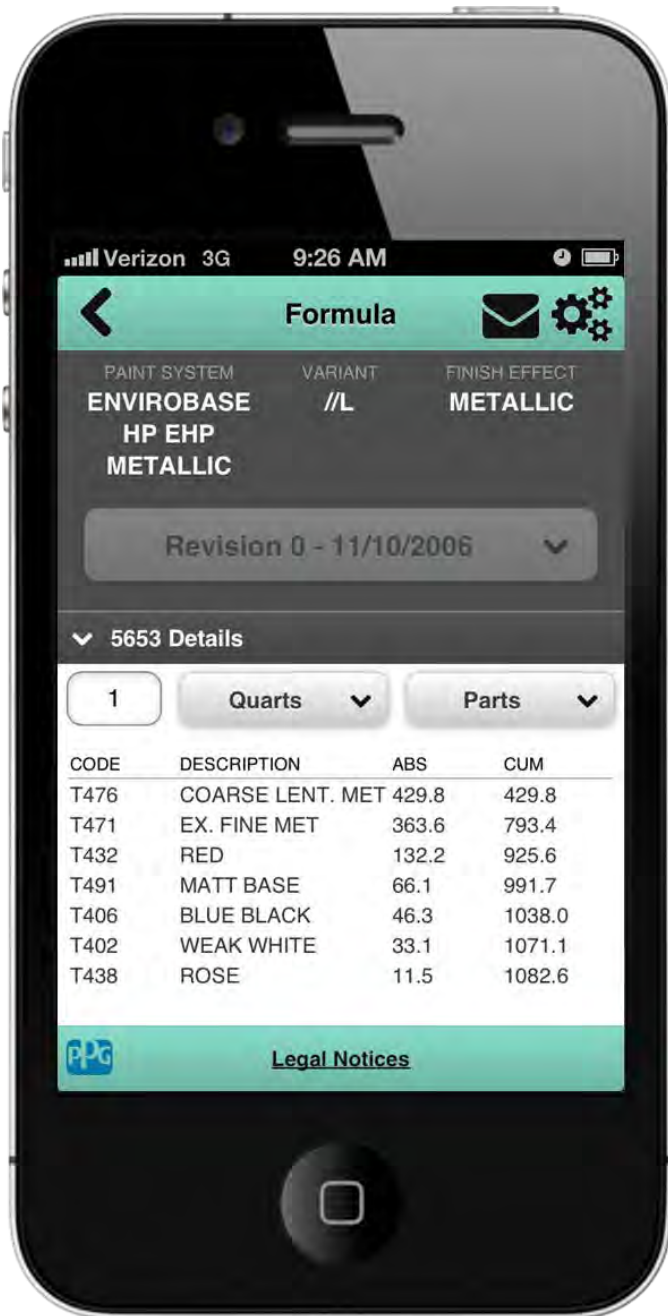 Verizon 3G 9:26 AM
Formula
PAINT SYSTEM VARIANT FINISH EFFECT
ENVIROBASE //L METALLIC
HP EHP
METALLIC
Revision 0 - 11/10/2006
5653 Details
1 Quarts Parts
CODE DESCRIPTION ABS CUM
T476 COARSE LENT. MET 429.8 429.8
T471 EX. FINE MET 363.6 793.4
T432 RED 132.2 925.6
T491 MATT BASE 66.1 991.7
T406 BLUE BLACK 46.3 1038.0
T402 WEAK WHITE 33.1 1071.1
T438 ROSE 11.5 1082.6
PPG Legal Notices